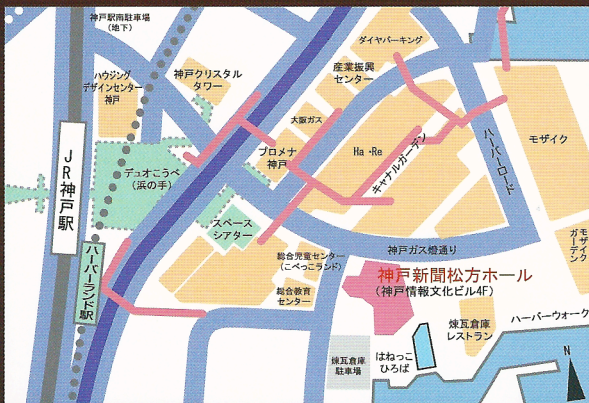 神戸駅南駐車場
(地下)
ダイヤパーキング
ハウジング
デザインセンター
神戸
神戸クリスタル
タワー
産業振興
センター
大阪ガス
プロメナ
神戸
Ha・Re
キャナルガーデン
ハーバーロード
モザイク
JR神戸駅
デュオこうべ
(浜の手)
スペース
シアター
ハーバーランド駅
総合児童センター
(こべっこランド)
総合教育
センター
神戸ガス燈通り
モザイク
ガーデン
神戸新聞松方ホール
(神戸情報文化ビル4F)
煉瓦倉庫
駐車場
はねっこ
ひろば
煉瓦倉庫
レストラン
ハーバーウォーク
N